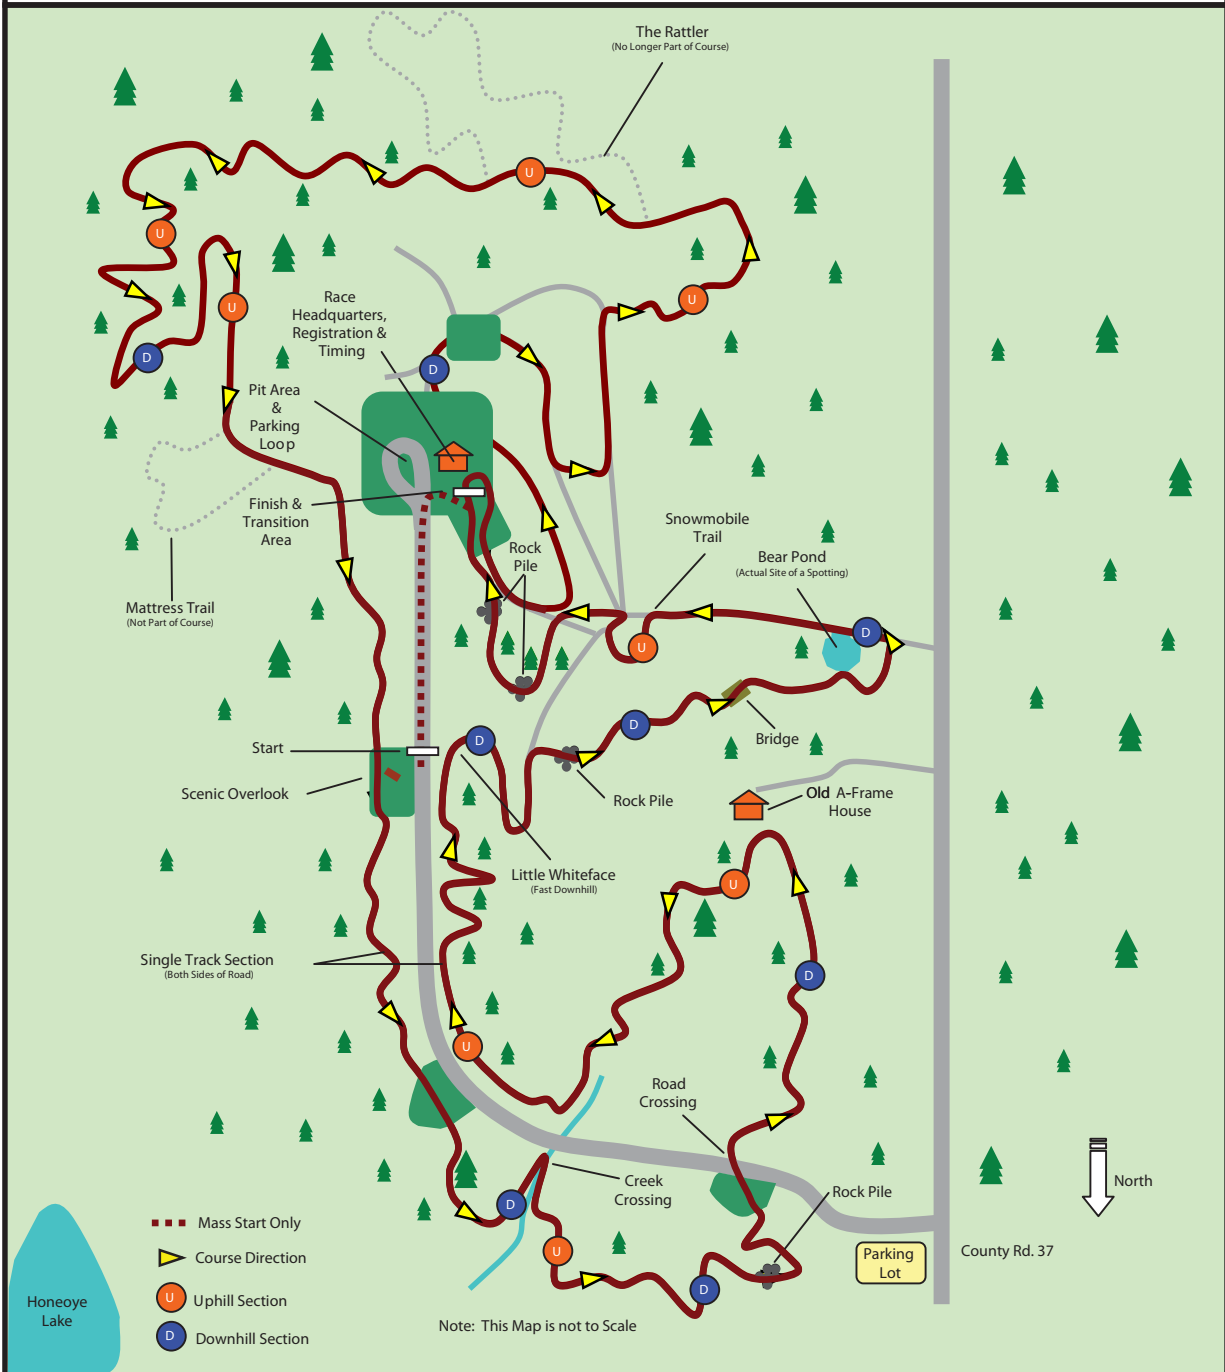 The Rattler
(No Longer Part of Course)
U
U
U
U
D
D
Race
Headquarters,
Registration &
Timing
Pit Area
&
Parking
Loop
Finish &
Transition
Area
Rock
Pile
Snowmobile
Trail
Bear Pond
(Actual Site of a Spotting)
Mattress Trail
(Not Part of Course)
D
U
D
D
Bridge
Start
Scenic Overlook
Rock Pile
Old A-Frame
House
Little Whiteface
(Fast Downhill)
U
Single Track Section
(Both Sides of Road)
D
U
Road
Crossing
Creek
Crossing
Rock Pile
North
D
U
D
Parking
Lot
County Rd. 37
Mass Start Only
Course Direction
U Uphill Section
D Downhill Section
Honeoye
Lake
Note: This Map is not to Scale